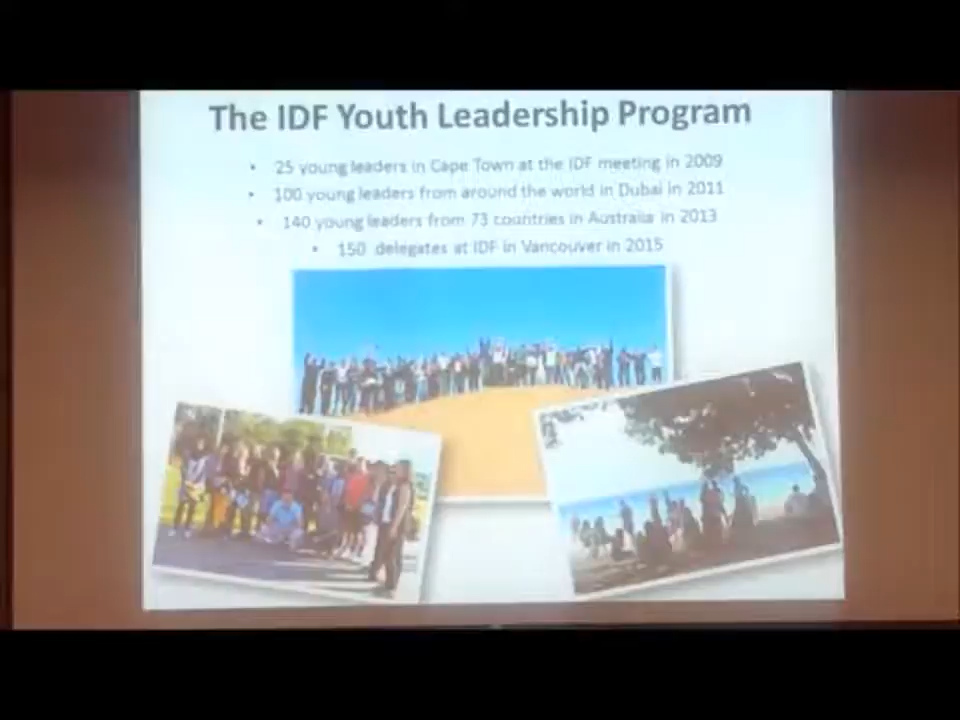 The IDF Youth Leadership Program
• 25 young leaders in Cape Town at the IDF meeting in 2009
• 100 young leaders from around the world in Dubai in 2011
• 140 young leaders from 73 countries in Australia in 2013
• 150 delegates at IDF in Vancouver in 2015